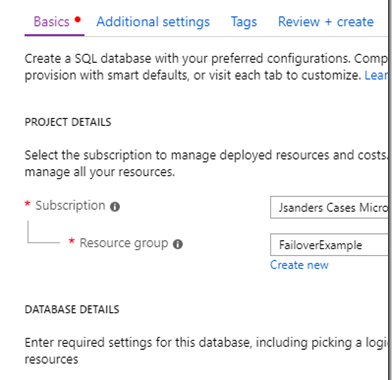 Basics Additional settings Tags Review + create
Create a SQL database with your preferred configurations. Comp
provision with smart defaults, or visit each tab to customize. Lear
PROJECT DETAILS
Select the subscription to manage deployed resources and costs.
manage all your resources.
* Subscription
Jsanders Cases Micro
* Resource group
FailoverExample
Create new
DATABASE DETAILS
Enter required settings for this database, including picking a logi
resources